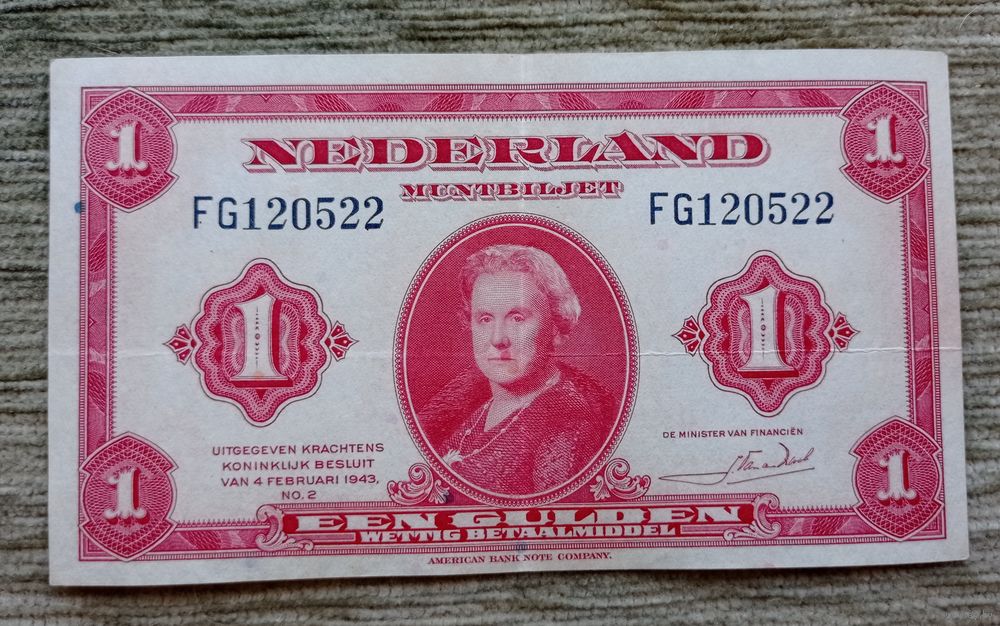 1 1
NEDERLAND
MUNTBILJET
FG120522 FG120522
1 1
UITGEGEVEN KRACHTENS
KONINKLIJK BESLUIT
VAN 4 FEBRUARI 1943,
NO. 2
DE MINISTER VAN FINANCIËN
1 1
EEN GULDEN
WETTIG BETAALMIDDEL
AMERICAN BANK NOTE COMPANY.